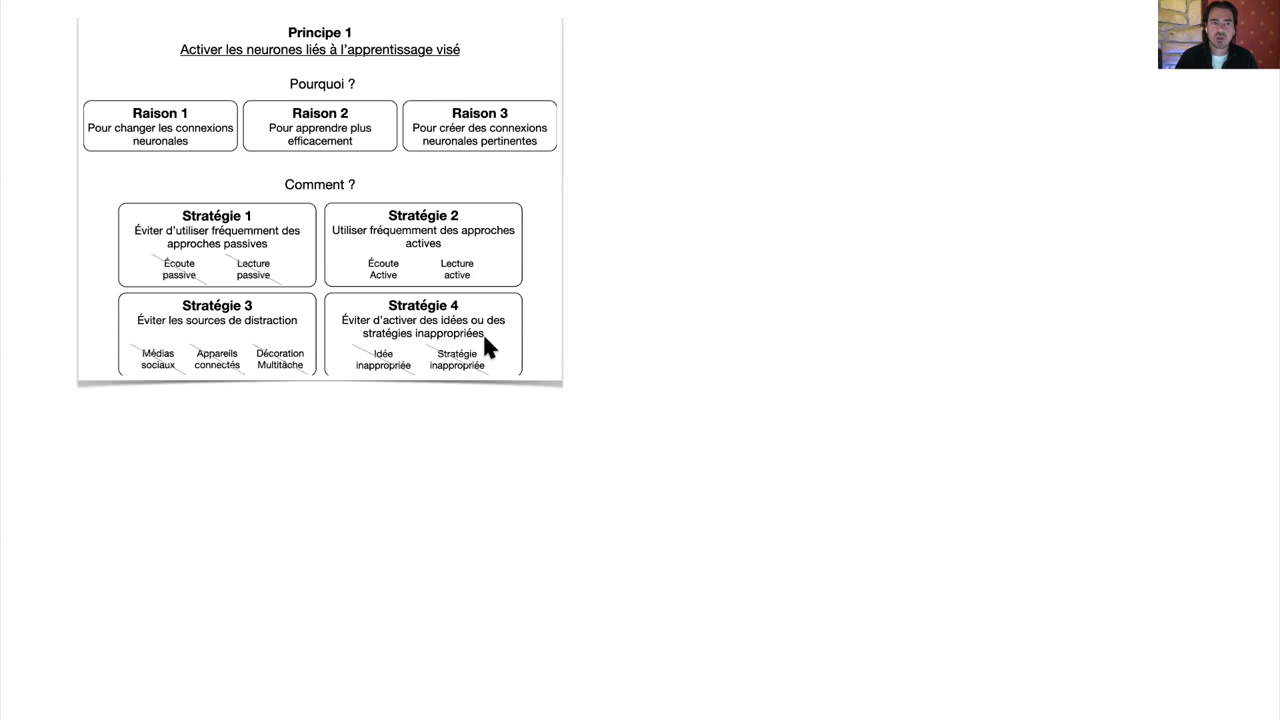 Principe 1
Activer les neurones liés à l'apprentissage visé
Pourquoi ?
Raison 1
Pour changer les connexions
neuronales
Raison 2
Pour apprendre plus
efficacement
Raison 3
Pour créer des connexions
neuronales pertinentes
Comment ?
Stratégie 1
Éviter d'utiliser fréquemment des
approches passives
Écoute
passive
Lecture
passive
Stratégie 2
Utiliser fréquemment des approches
actives
Écoute
Active
Lecture
active
Stratégie 3
Éviter les sources de distraction
Médias
sociaux
Appareils
connectés
Décoration
Multitâche
Stratégie 4
Éviter d'activer des idées ou des
stratégies inappropriées
Idée
inappropriée
Stratégie
inappropriée